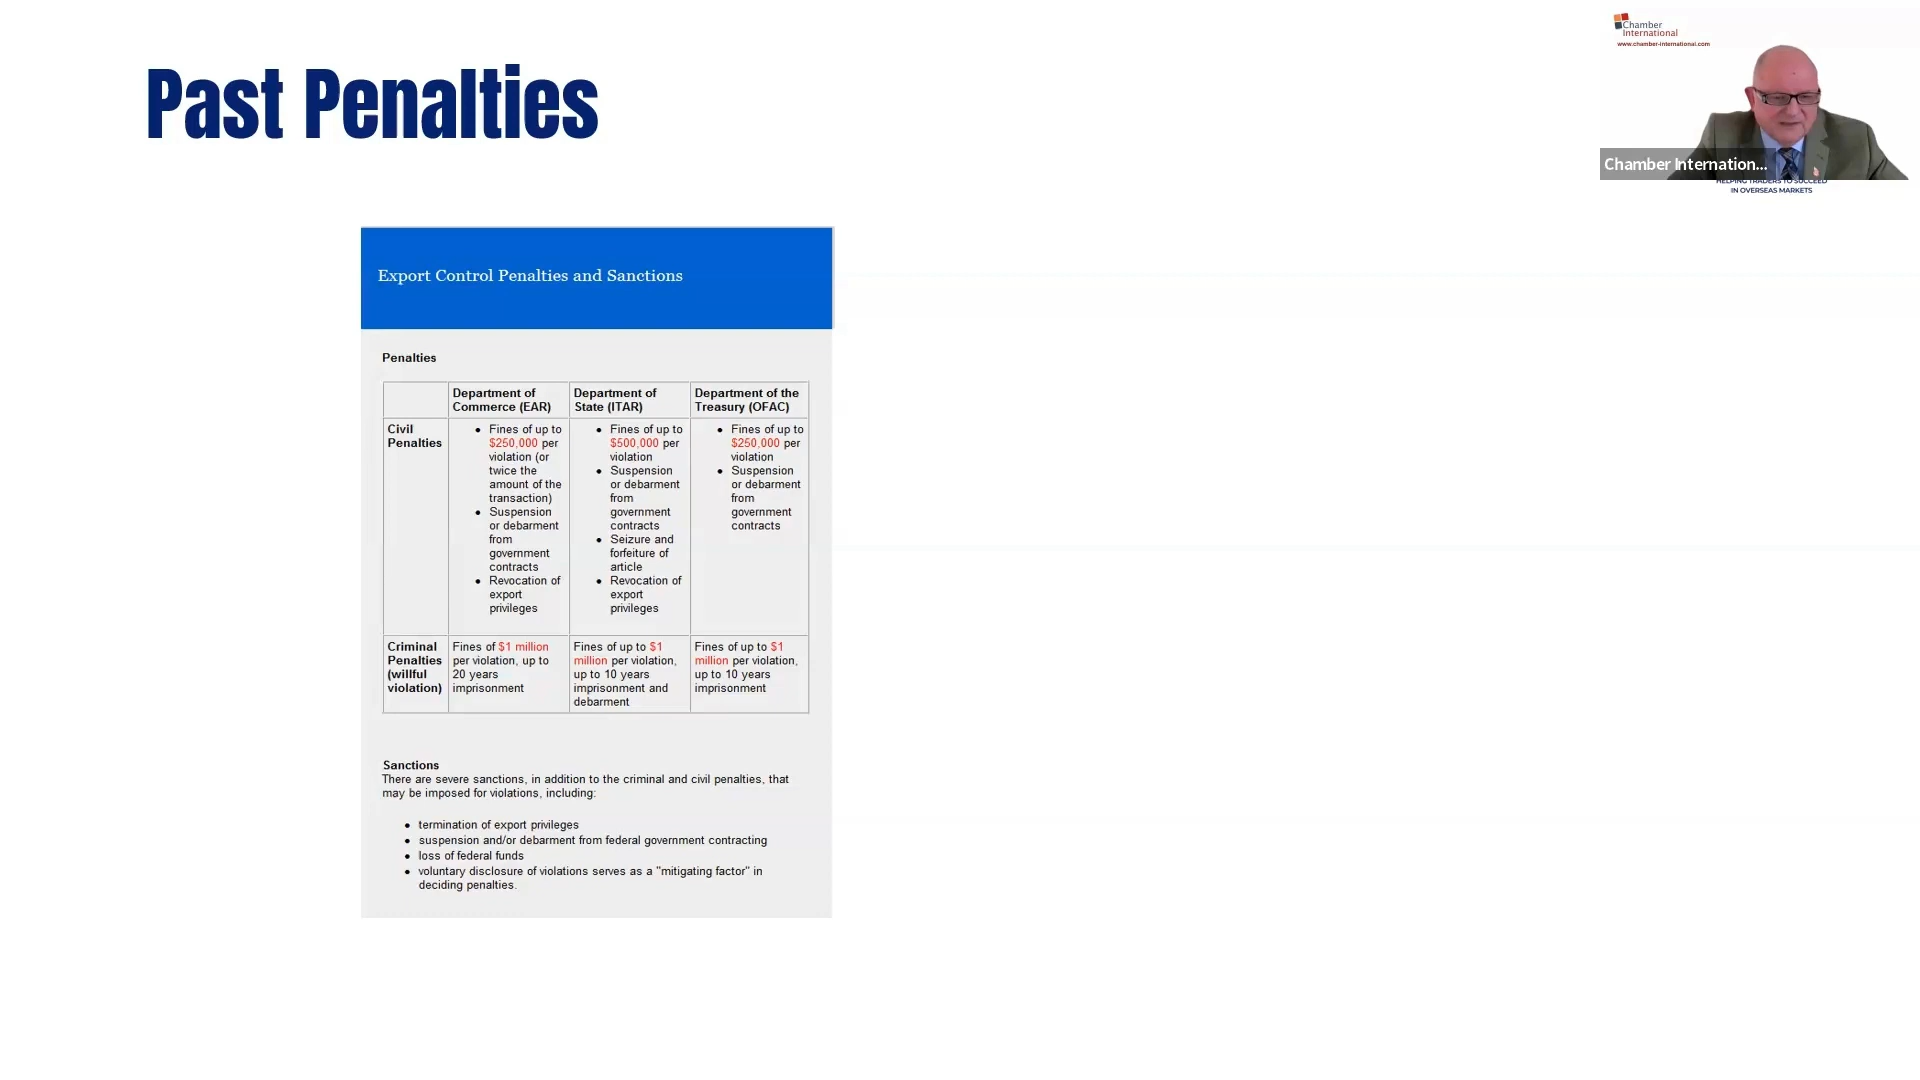 Past Penalties
Chamber
International
www.chamber-international.com
Chamber Internation...
HELPING TRADERS TO SUCCEED
IN OVERSEAS MARKETS
Export Control Penalties and Sanctions
Penalties
Department of
Commerce (EAR)
Department of
State (ITAR)
Department of the
Treasury (OFAC)
Civil
Penalties
• Fines of up to
$250,000 per
violation (or
twice the
amount of the
transaction)
• Suspension
or debarment
from
government
contracts
• Revocation of
export
privileges
• Fines of up to
$500,000 per
violation
• Suspension
or debarment
from
government
contracts
• Seizure and
forfeiture of
article
• Revocation of
export
privileges
• Fines of up to
$250,000 per
violation
• Suspension
or debarment
from
government
contracts
Criminal
Penalties
(willful
violation)
Fines of $1 million
per violation, up to
20 years
imprisonment
Fines of up to $1
million per violation,
up to 10 years
imprisonment and
debarment
Fines of up to $1
million per violation,
up to 10 years
imprisonment
Sanctions
There are severe sanctions, in addition to the criminal and civil penalties, that
may be imposed for violations, including:
• termination of export privileges
• suspension and/or debarment from federal government contracting
• loss of federal funds
• voluntary disclosure of violations serves as a "mitigating factor" in
deciding penalties.